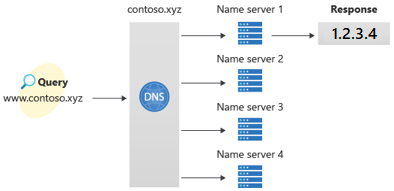 contoso.xyz
Name server 1
Response
1.2.3.4
Name server 2
Query
www.contoso.xyz
DNS
Name server 3
Name server 4